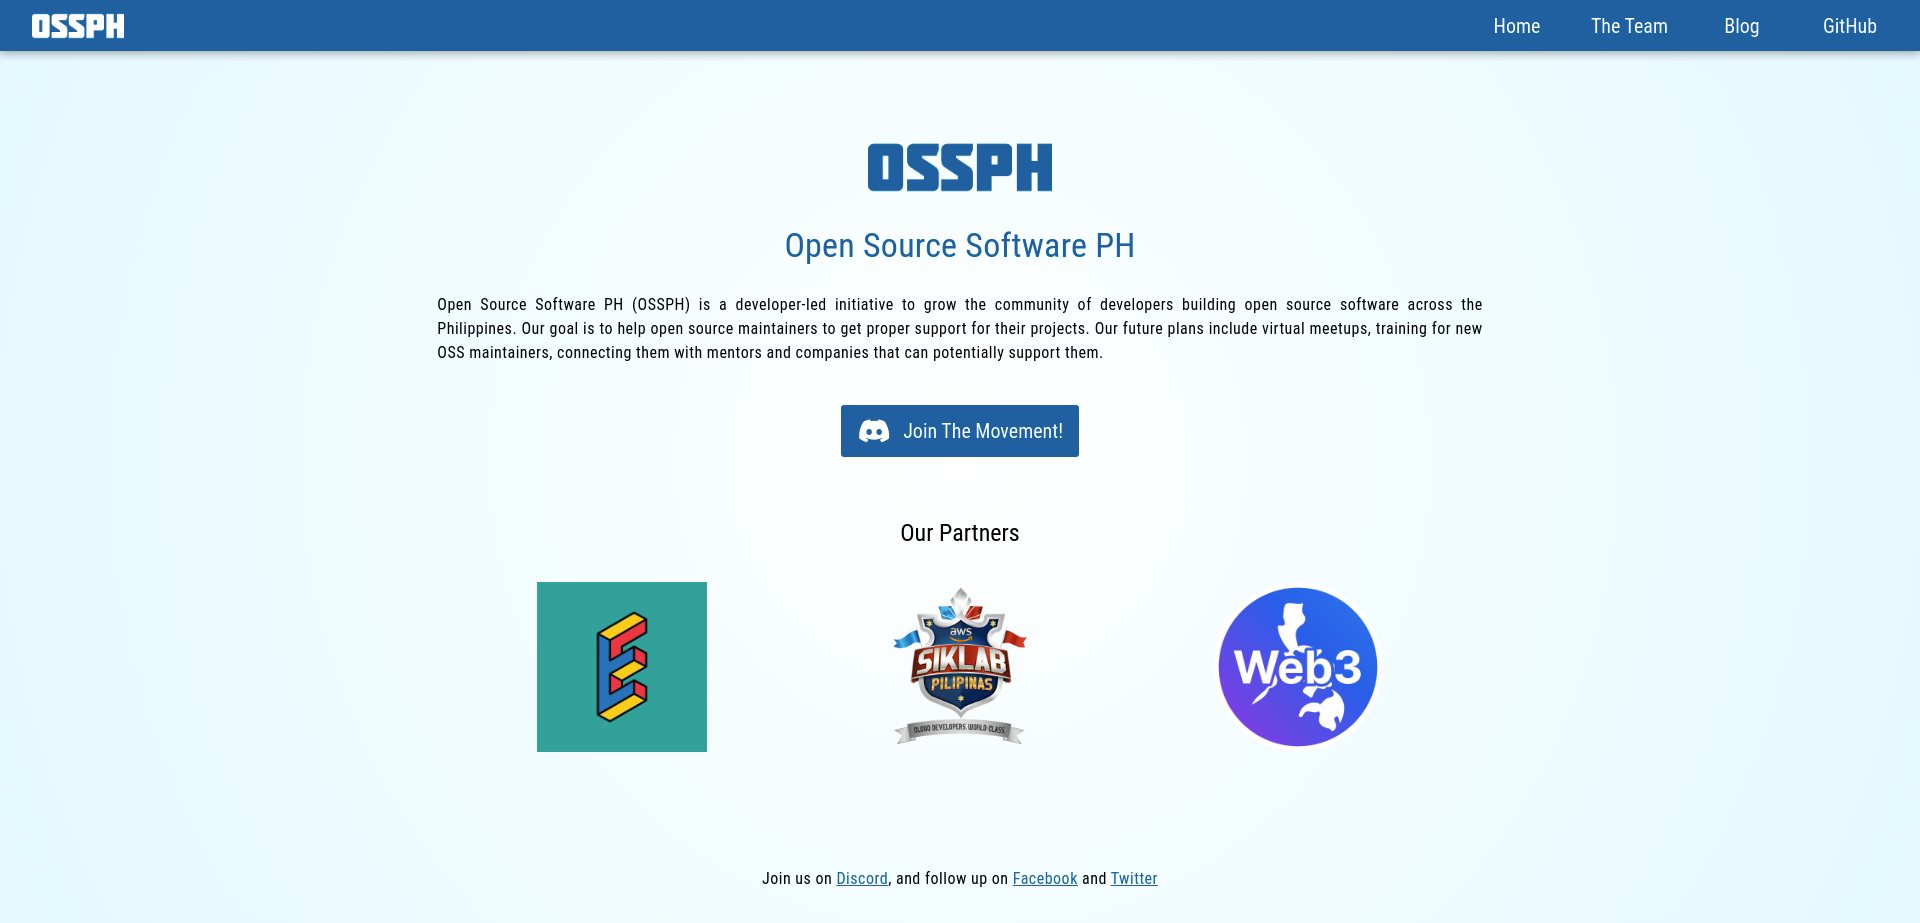 OSSPH
Home
The Team
Blog
GitHub
OSSPH
Open Source Software PH
Open Source Software PH (OSSPH) is a developer-led initiative to grow the community of developers building open source software across the
Philippines. Our goal is to help open source maintainers to get proper support for their projects. Our future plans include virtual meetups, training for new
OSS maintainers, connecting them with mentors and companies that can potentially support them.
Join The Movement!
Our Partners
E
aws
SIKLAB
PILIPINAS
CLOUD DEVELOPERS. WORLD-CLASS.
Web3
Join us on Discord, and follow up on Facebook and Twitter